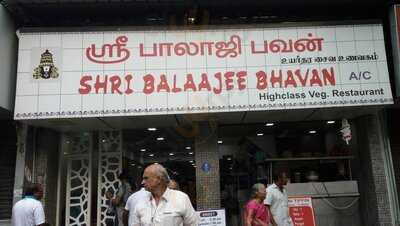 ஸ்ரீ பாலாஜி பவன்
உயர்தர சைவ உணவகம்
SHRI BALAAJEE BHAVAN A/C
Highclass Veg. Restaurant